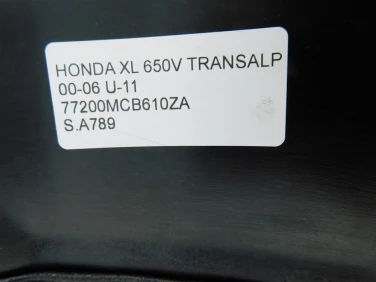 HONDA XL 650V TRANSALP
00-06 U-11
77200MCB610ZA
S.A789